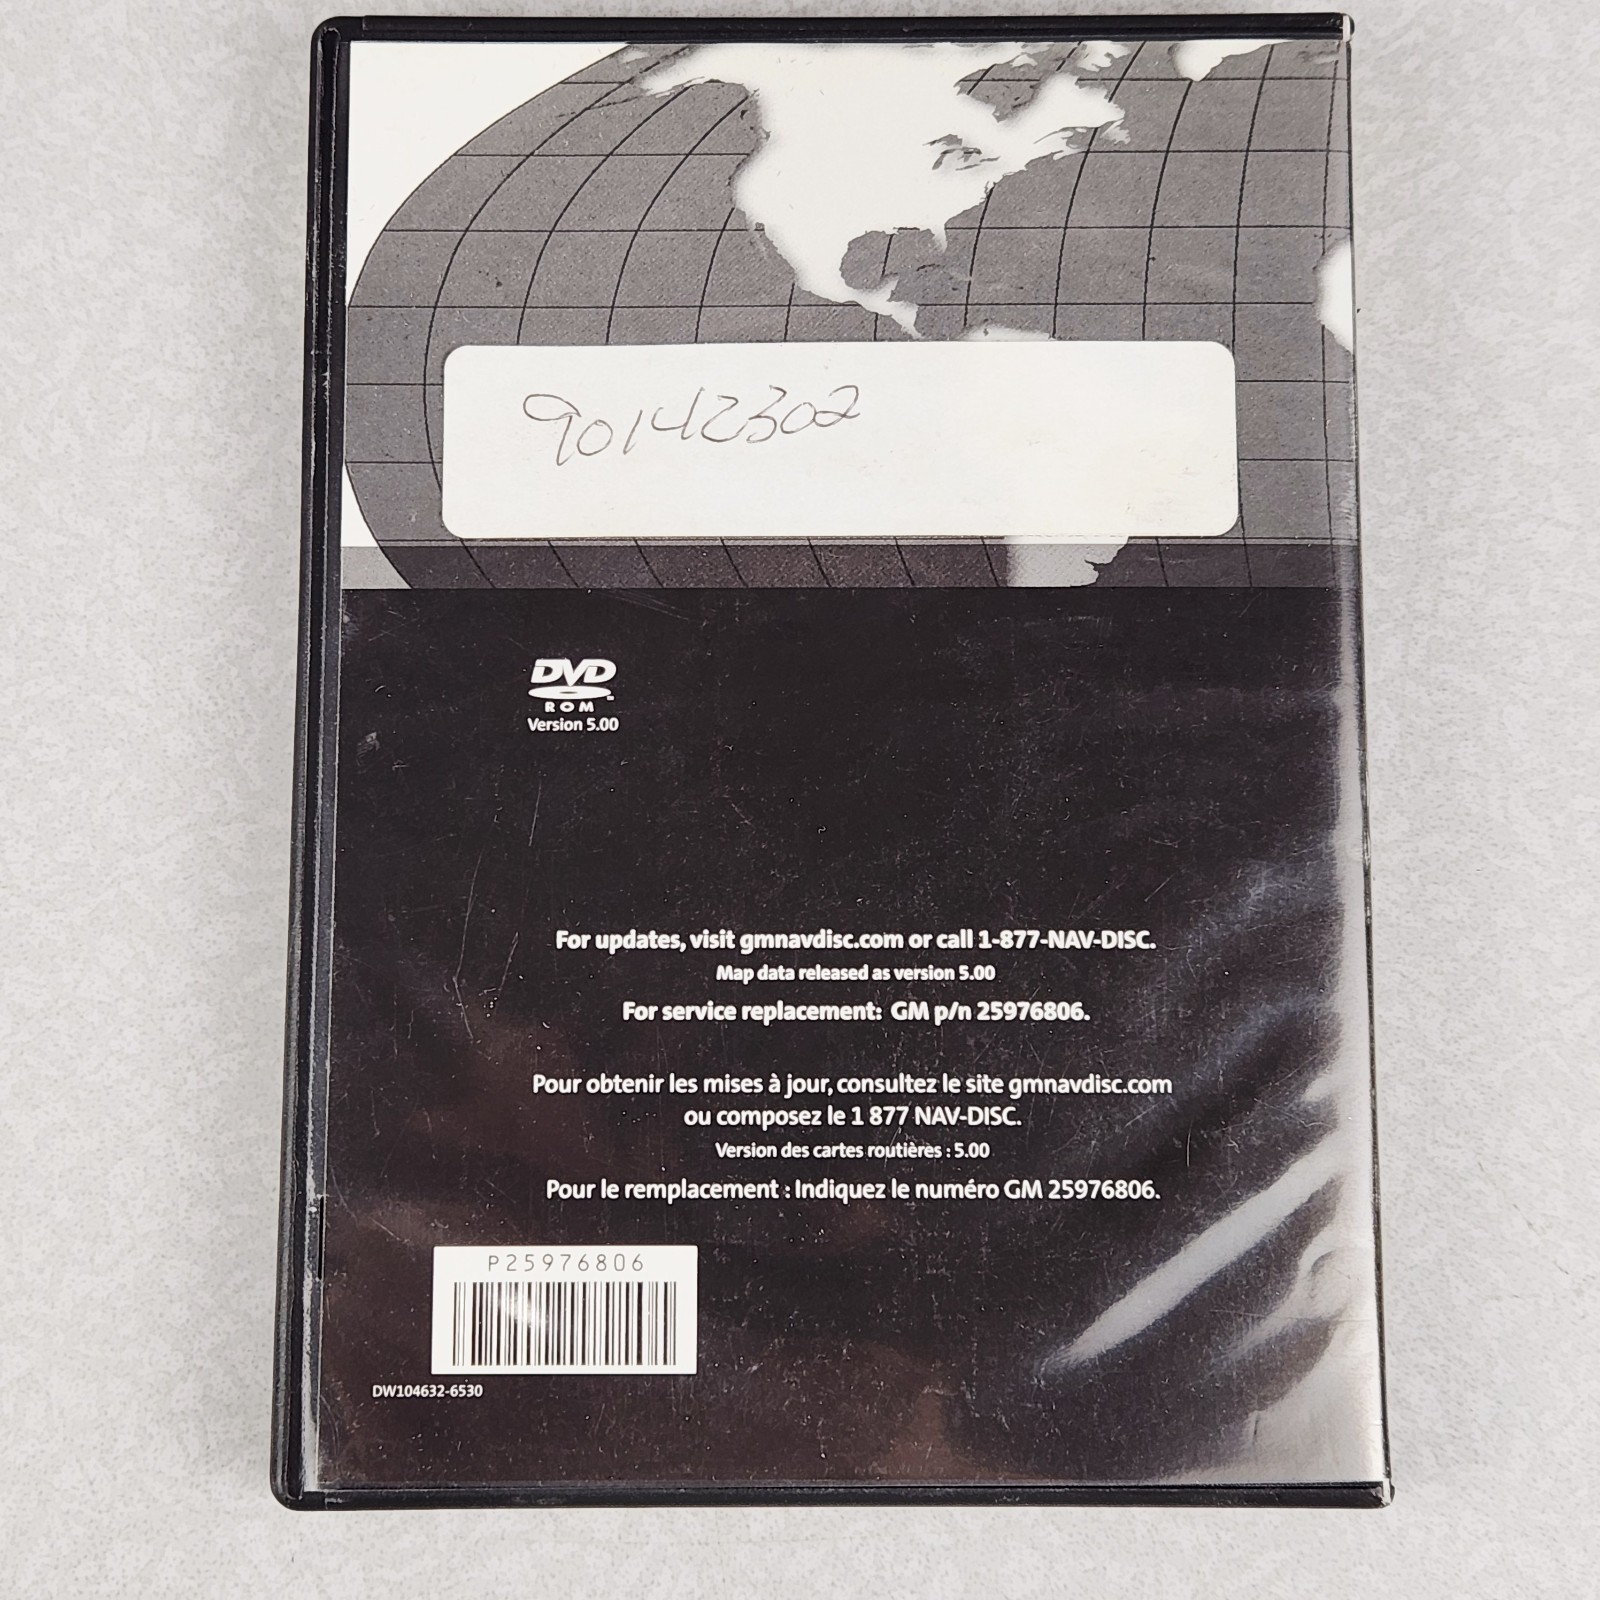 90142302
DVD
ROM
Version 5.00
For updates, visit gmnavdisc.com or call 1-877-NAV-DISC.
Map data released as version 5.00
For service replacement: GM p/n 25976806.
Pour obtenir les mises à jour, consultez le site gmnavdisc.com
ou composez le 1 877 NAV-DISC.
Version des cartes routières : 5.00
Pour le remplacement : Indiquez le numéro GM 25976806.
P25976806
DW104632-6530